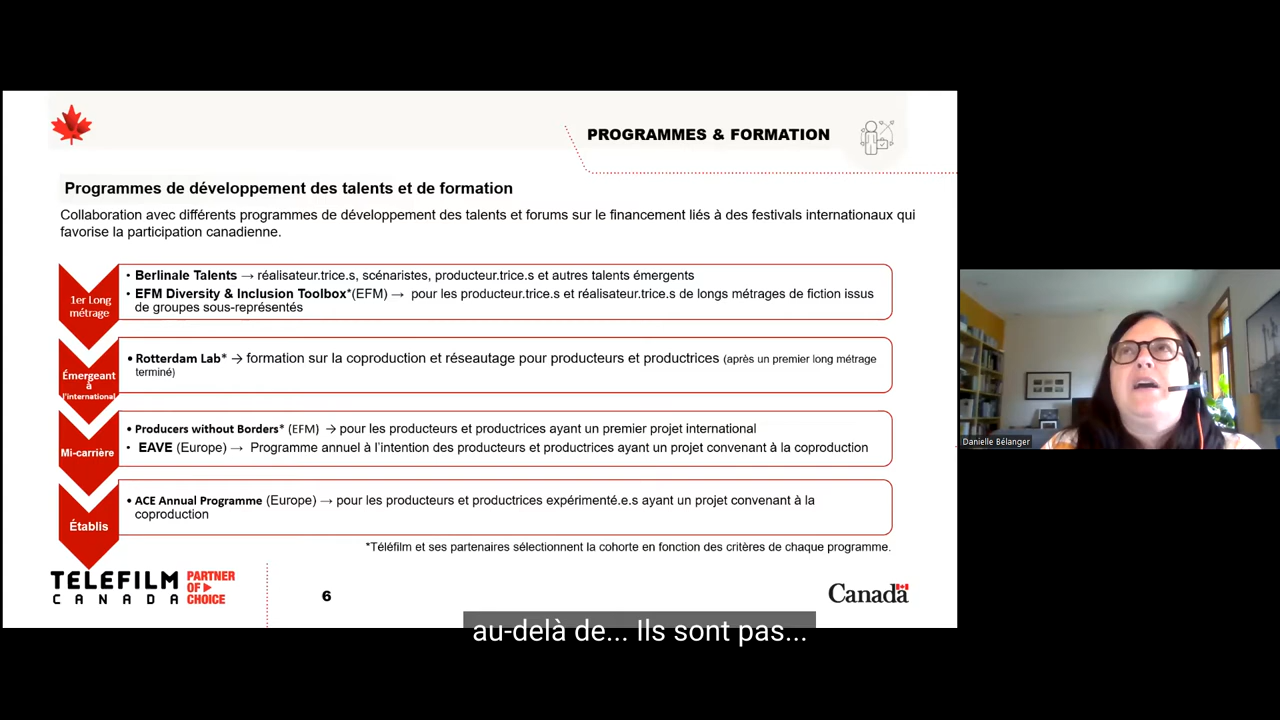 PROGRAMMES & FORMATION
Programmes de développement des talents et de formation
Collaboration avec différents programmes de développement des talents et forums sur le financement liés à des festivals internationaux qui
favorise la participation canadienne.
1er Long
métrage
• Berlinale Talents → réalisateur.trice.s, scénaristes, producteur.trice.s et autres talents émergents
• EFM Diversity & Inclusion Toolbox*(EFM) → pour les producteur.trice.s et réalisateur.trice.s de longs métrages de fiction issus
de groupes sous-représentés
Émergeant
à
l'international
• Rotterdam Lab* → formation sur la coproduction et réseautage pour producteurs et productrices (après un premier long métrage
terminé)
Mi-carrière
• Producers without Borders* (EFM) → pour les producteurs et productrices ayant un premier projet international
• EAVE (Europe) → Programme annuel à l'intention des producteurs et productrices ayant un projet convenant à la coproduction
Établis
• ACE Annual Programme (Europe) → pour les producteurs et productrices expérimenté.e.s ayant un projet convenant à la
coproduction
*Téléfilm et ses partenaires sélectionnent la cohorte en fonction des critères de chaque programme.
TELEFILM
CANADA
PARTNER
OF
CHOICE
6
Canada
Danielle Bélanger
au-delà de... Ils sont pas...